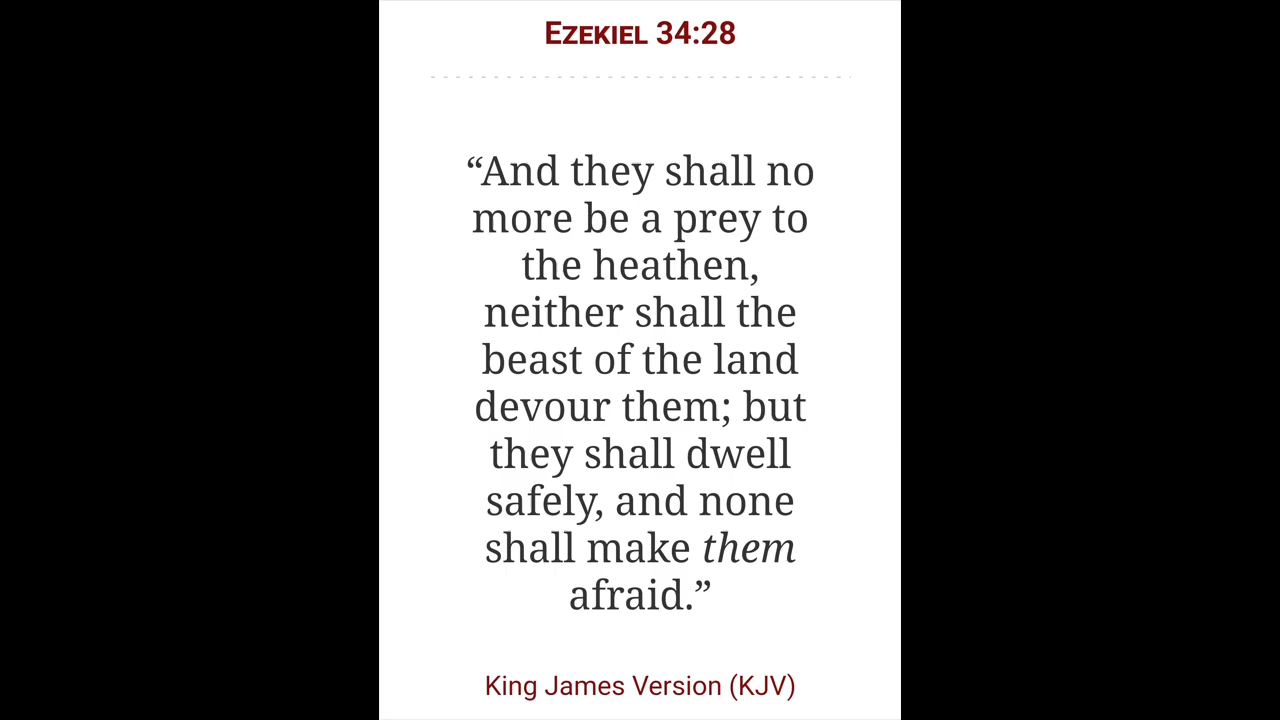 Ezekiel 34:28
“And they shall no
more be a prey to
the heathen,
neither shall the
beast of the land
devour them; but
they shall dwell
safely, and none
shall make them
afraid.”
King James Version (KJV)